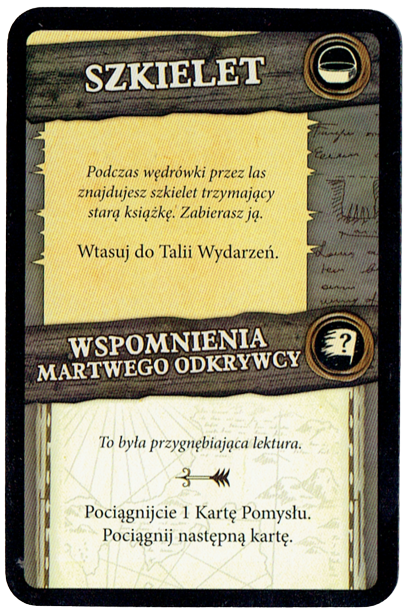 SZKIELET
Podczas wędrówki przez las
znajdujesz szkielet trzymający
starą książkę. Zabierasz ją.
Wtasuj do Talii Wydarzeń.
WSPOMNIENIA
MARTWEGO ODKRYWCY
?
To była przygnębiająca lektura.
Pociągnijcie 1 Kartę Pomysłu.
Pociągnij następną kartę.